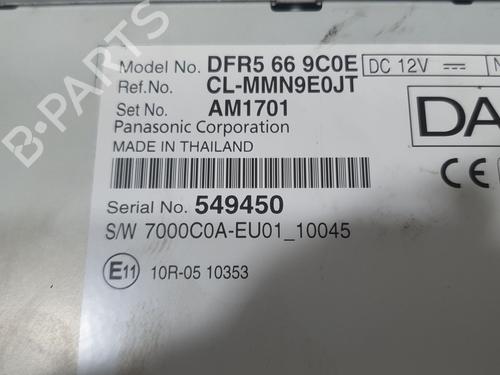 Model No. DFR5 66 9C0E DC 12V
Ref.No. CL-MMN9E0JT
Set No. AM1701
Panasonic Corporation
MADE IN THAILAND
DA
CE
Serial No. 549450
S/W 7000C0A-EU01_10045
E11 10R-05 10353
B-PARTS